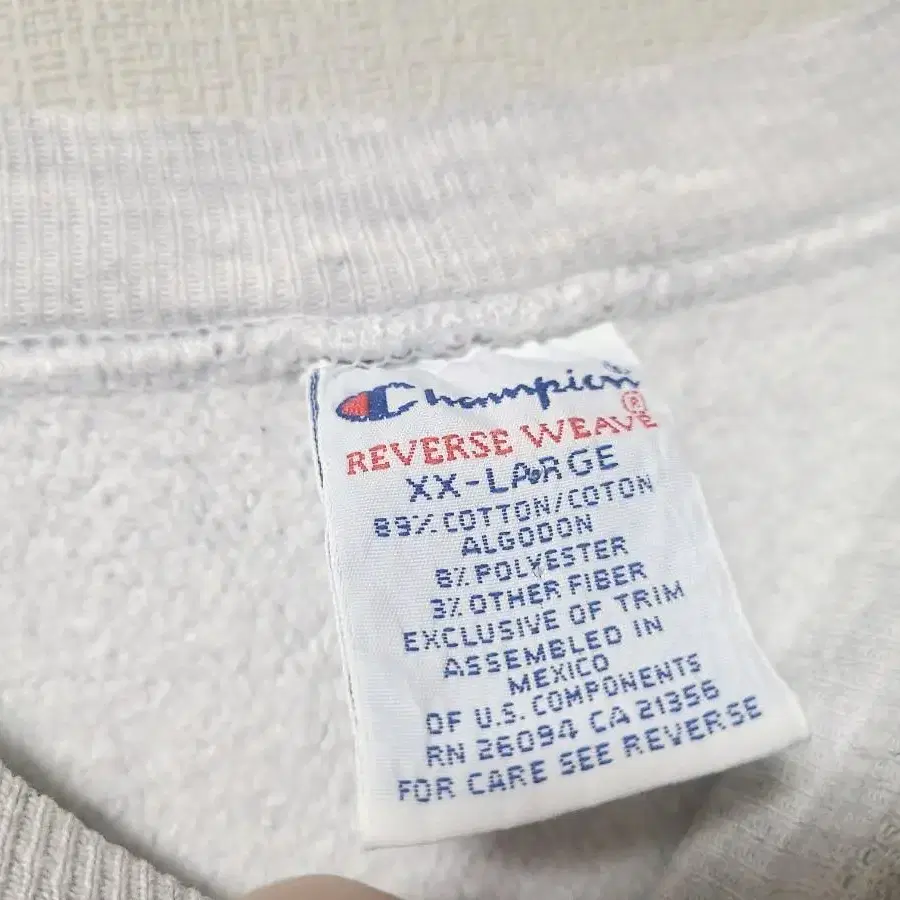 Champion
REVERSE WEAVE®
XX-LARGE
89% COTTON/COTON
ALGODON
8% POLYESTER
3% OTHER FIBER
EXCLUSIVE OF TRIM
ASSEMBLED IN
MEXICO
OF U.S. COMPONENTS
RN 26094 CA 21356
FOR CARE SEE REVERSE